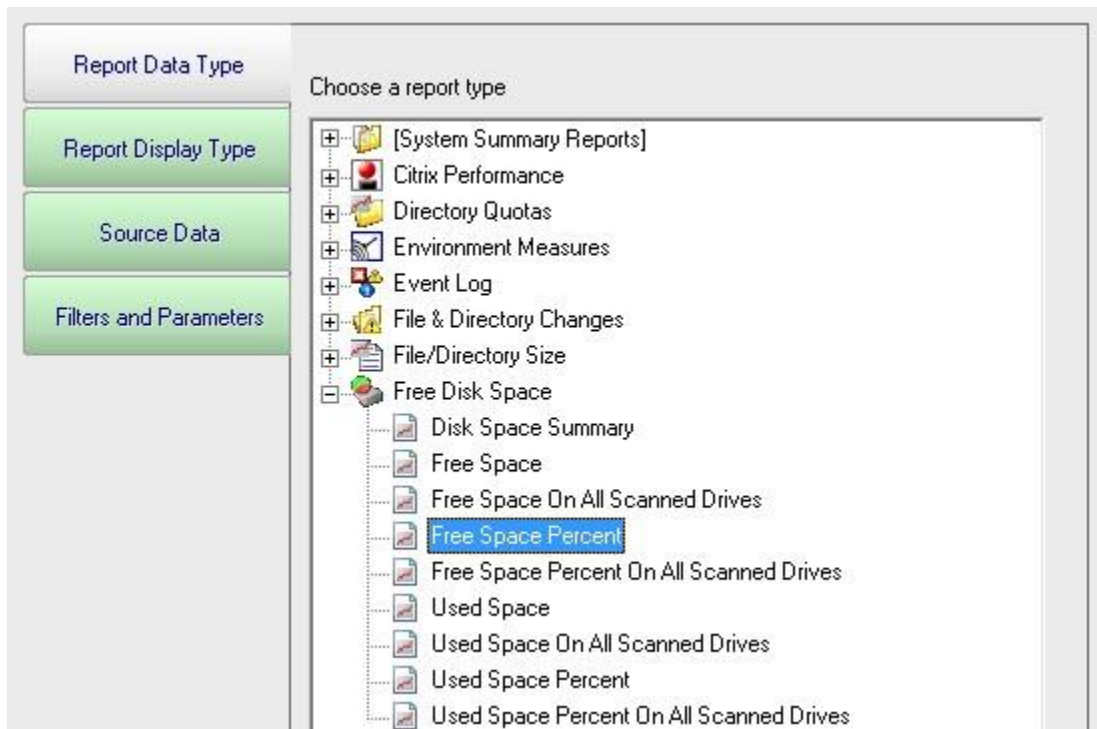 Report Data Type
Report Display Type
Source Data
Filters and Parameters
Choose a report type
[System Summary Reports]
Citrix Performance
Directory Quotas
Environment Measures
Event Log
File & Directory Changes
File/Directory Size
Free Disk Space
Disk Space Summary
Free Space
Free Space On All Scanned Drives
Free Space Percent
Free Space Percent On All Scanned Drives
Used Space
Used Space On All Scanned Drives
Used Space Percent
Used Space Percent On All Scanned Drives